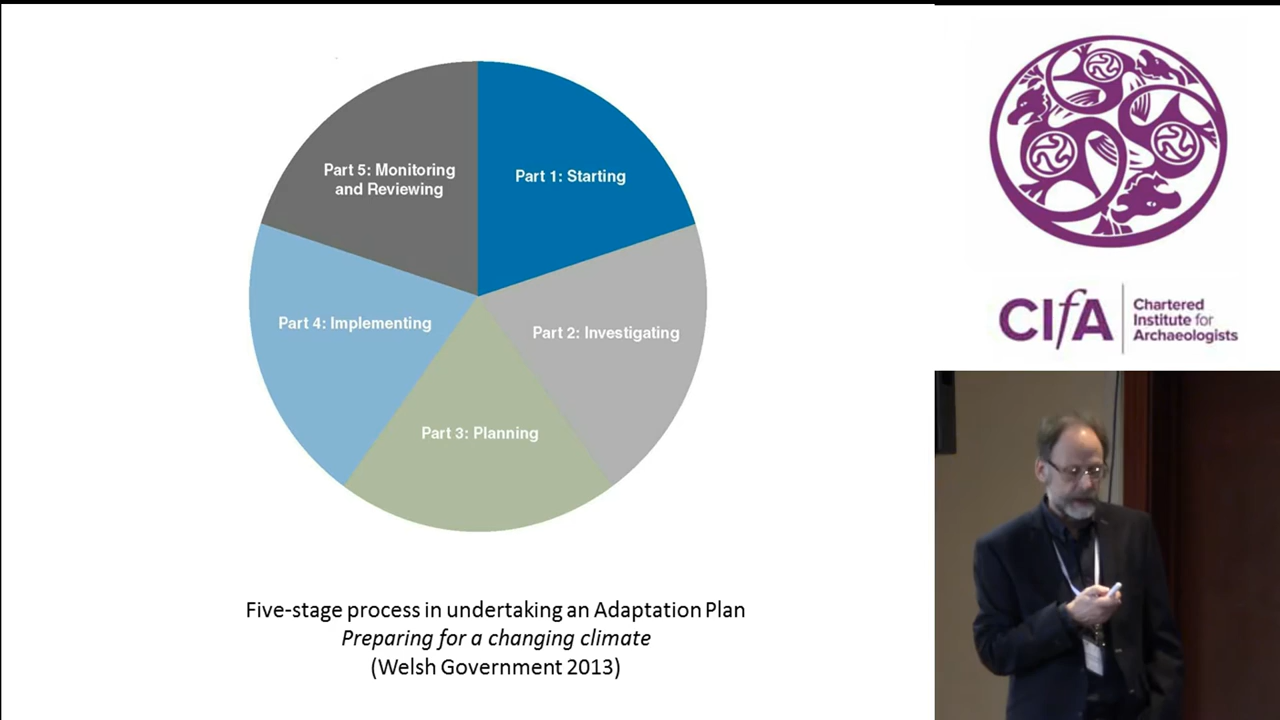 Part 5: Monitoring
and Reviewing
Part 1: Starting
Part 4: Implementing
Part 2: Investigating
Part 3: Planning
Five-stage process in undertaking an Adaptation Plan
Preparing for a changing climate
(Welsh Government 2013)
CIfA
Chartered
Institute for
Archaeologists